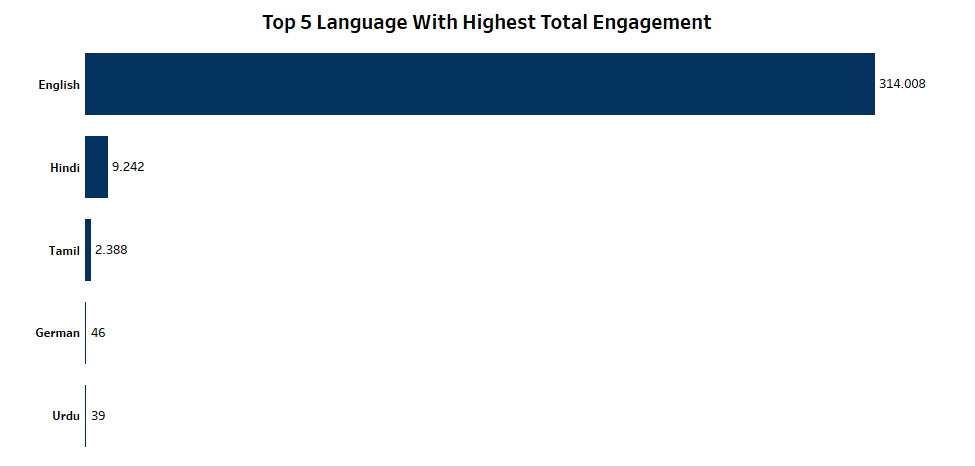 Top 5 Language With Highest Total Engagement
English 314.008
Hindi 9.242
Tamil 2.388
German 46
Urdu 39